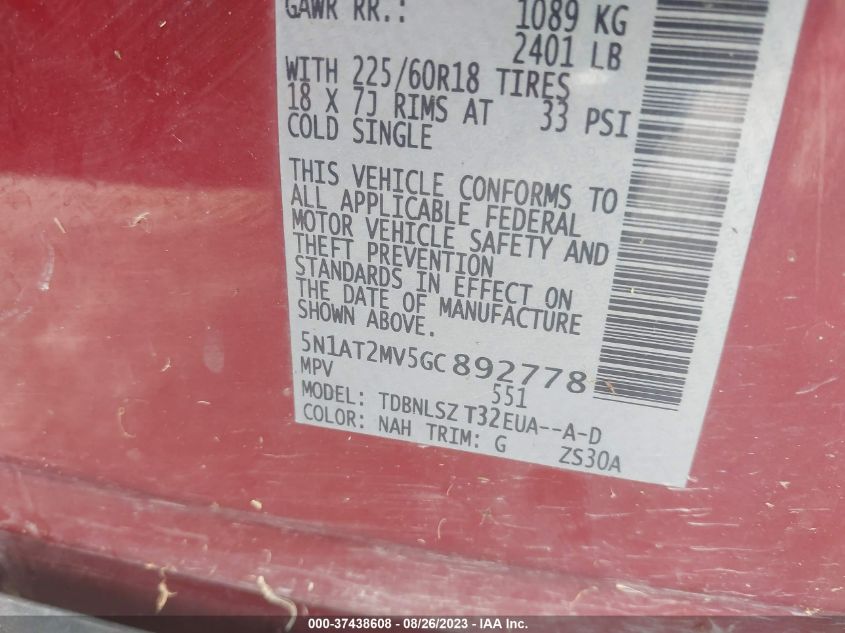 GAWR RR.: 1089 KG
2401 LB
WITH 225/60R18 TIRES
18 X 7J RIMS AT 33 PSI
COLD SINGLE
THIS VEHICLE CONFORMS TO
ALL APPLICABLE FEDERAL
MOTOR VEHICLE SAFETY AND
THEFT PREVENTION
STANDARDS IN EFFECT ON
THE DATE OF MANUFACTURE
SHOWN ABOVE.
5N1AT2MV5GC892778
MPV 551
MODEL: TDBNLSZ T32EUA--A-D
COLOR: NAH TRIM: G ZS30A
000-37438608 / 08/26/2023 - IAA Inc.